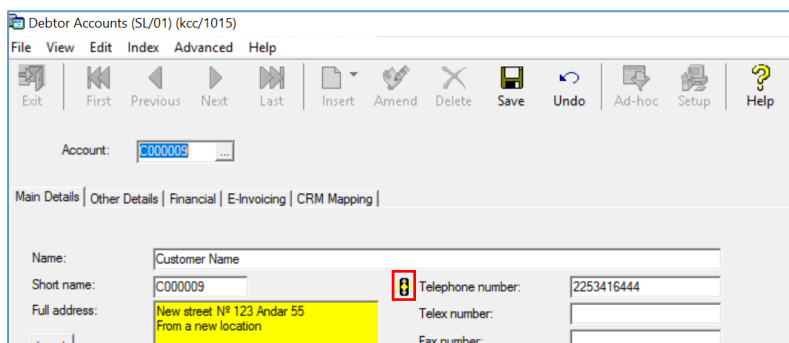 Debtor Accounts (SL/01) (kcc/1015)
File View Edit Index Advanced Help
Exit First Previous Next Last Insert Amend Delete Save Undo Ad-hoc Setup Help
Account: C000009 ...
Main Details Other Details Financial E-Invoicing CRM Mapping
Name: Customer Name
Short name: C000009 Telephone number: 2253416444
Full address: New street Nº 123 Andar 55 Telex number:
From a new location
Fax number: